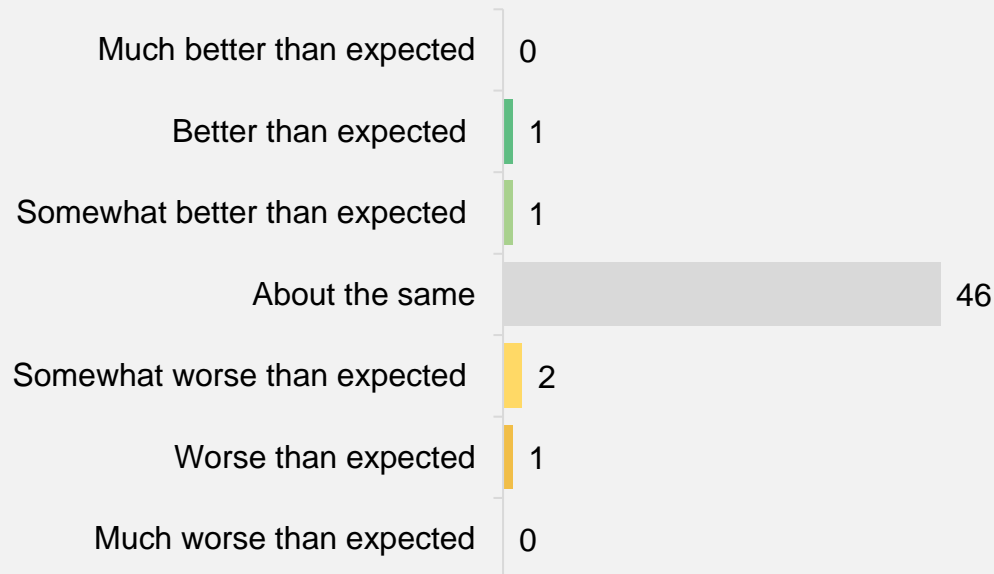 Much better than expected 0
Better than expected 1
Somewhat better than expected 1
About the same 46
Somewhat worse than expected 2
Worse than expected 1
Much worse than expected 0